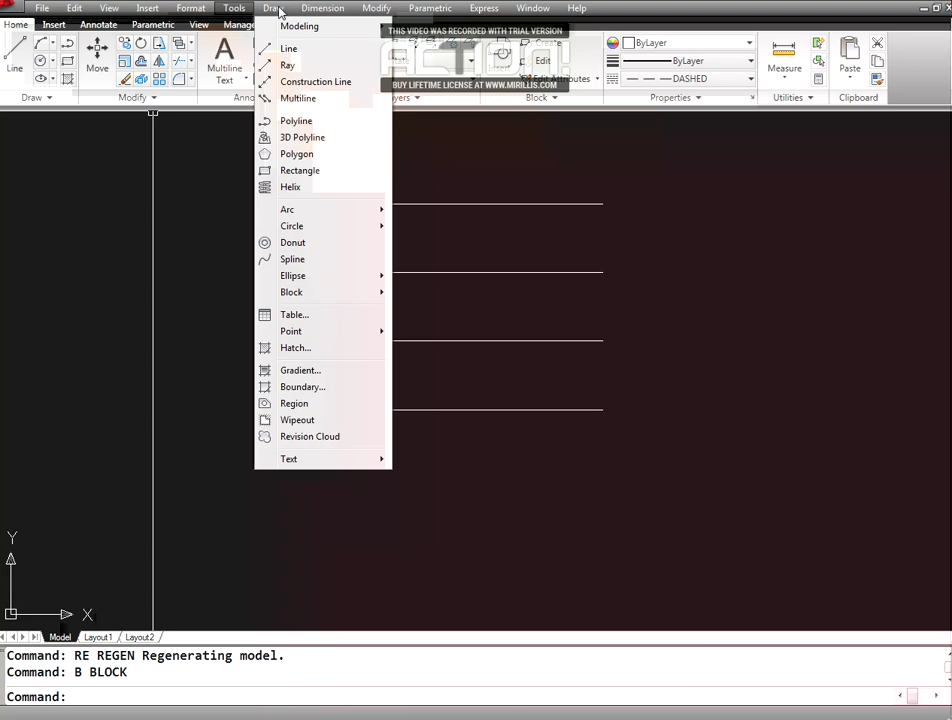 File Edit View Insert Format Tools Draw Dimension Modify Parametric Express Window Help
Home Insert Annotate Parametric View Manage
Modeling
THIS VIDEO WAS RECORDED WITH TRIAL VERSION
BUY LIFETIME LICENSE AT WWW.MIRILLIS.COM
Line
Move
Multiline
Text
Create
Edit
Edit Attributes
ByLayer
ByLayer
DASHED
Measure
Paste
Draw
Modify
Block
Properties
Utilities
Clipboard
Line
Ray
Construction Line
Multiline
Polyline
3D Polyline
Polygon
Rectangle
Helix
Arc
Circle
Donut
Spline
Ellipse
Block
Table...
Point
Hatch...
Gradient...
Boundary...
Region
Wipeout
Revision Cloud
Text
Y
X
Model Layout1 Layout2
Command: RE REGEN Regenerating model.
Command: B BLOCK
Command: